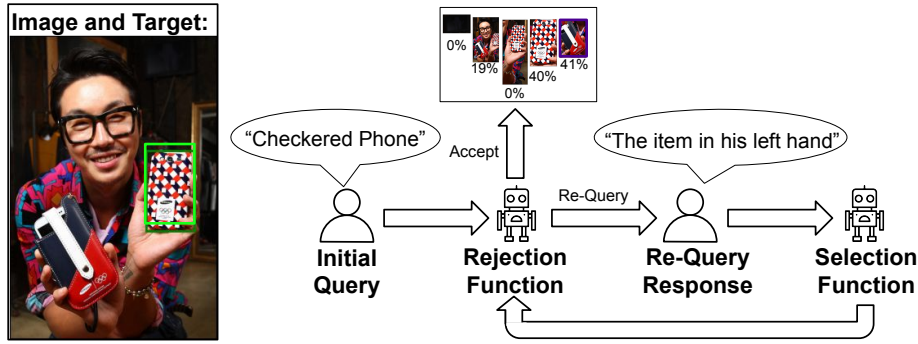 Image and Target:
0%
19%
0%
40%
41%
"Checkered Phone"
Accept
"The item in his left hand"
Re-Query
Initial
Query
Rejection
Function
Re-Query
Response
Selection
Function